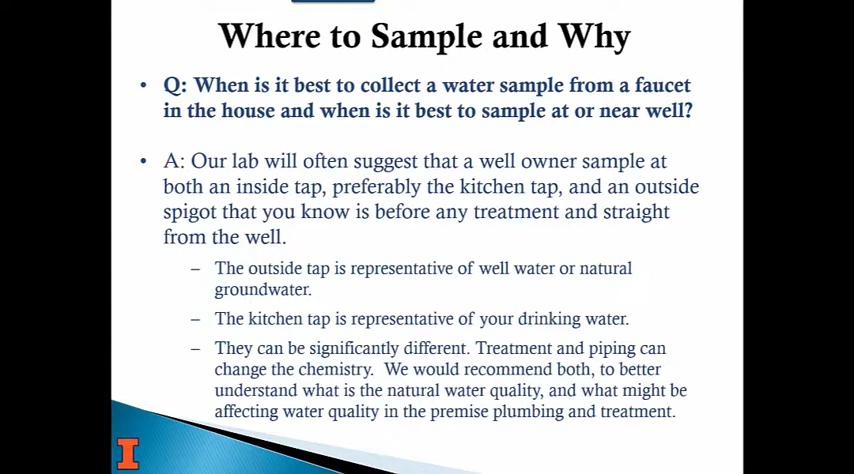 Where to Sample and Why
• Q: When is it best to collect a water sample from a faucet
in the house and when is it best to sample at or near well?
• A: Our lab will often suggest that a well owner sample at
both an inside tap, preferably the kitchen tap, and an outside
spigot that you know is before any treatment and straight
from the well.
– The outside tap is representative of well water or natural
groundwater.
– The kitchen tap is representative of your drinking water.
– They can be significantly different. Treatment and piping can
change the chemistry. We would recommend both, to better
understand what is the natural water quality, and what might be
affecting water quality in the premise plumbing and treatment.
I